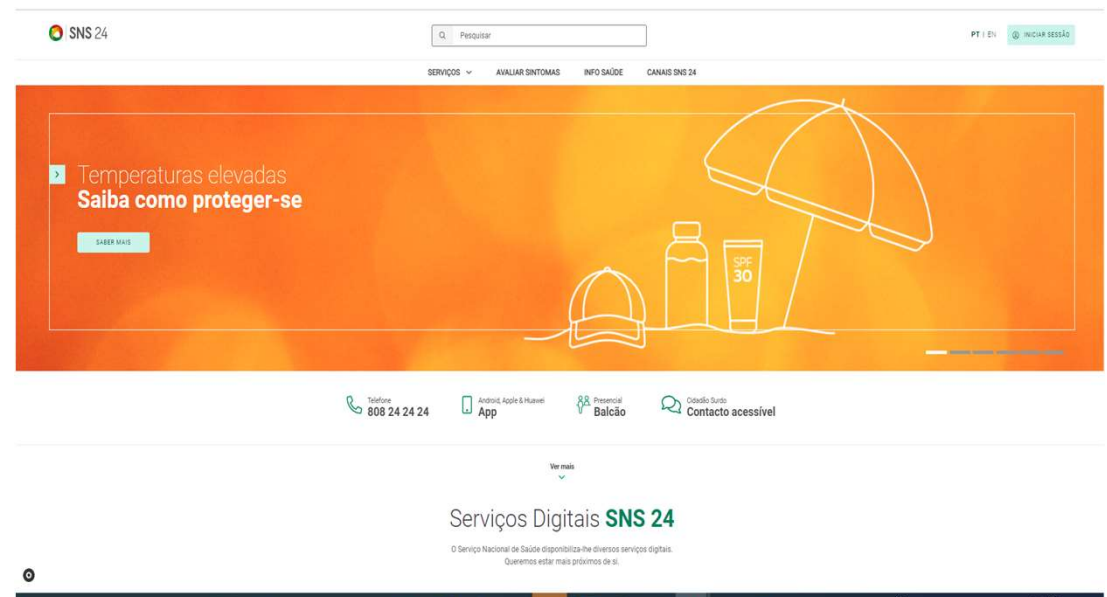 SNS 24
Pesquisar
PT | EN
INICIAR SESSÃO
SERVIÇOS
AVALIAR SINTOMAS
INFO SAÚDE
CANAIS SNS 24
Temperaturas elevadas
Saiba como proteger-se
SABER MAIS
SPF
30
Telefone
808 24 24 24
Android, Apple & Huawei
App
Presencial
Balcão
Cidadão Surdo
Contacto acessível
Ver mais
Serviços Digitais SNS 24
O Serviço Nacional de Saúde disponibiliza-lhe diversos serviços digitais.
Queremos estar mais próximos de si.